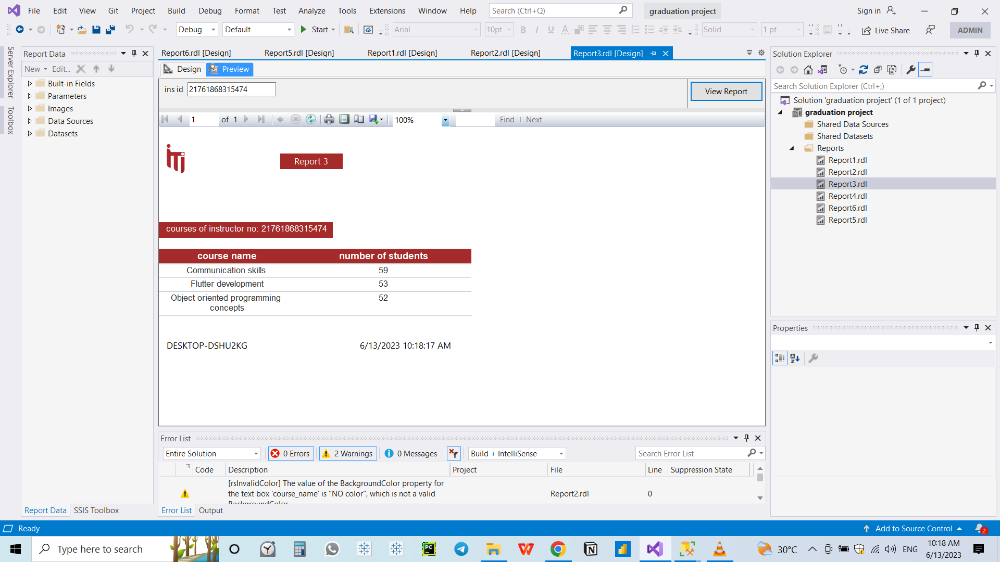 File Edit View Git Project Build Debug Format Test Analyze Tools Extensions Window Help Search (Ctrl+Q) graduation project Sign in
Debug Default Start Arial 10pt B I U A Solid 1 pt Live Share ADMIN
Server Explorer
Toolbox
Report Data
New Edit...
Built-in Fields
Parameters
Images
Data Sources
Datasets
Report Data SSIS Toolbox
Report6.rdl [Design] Report5.rdl [Design] Report1.rdl [Design] Report2.rdl [Design] Report3.rdl [Design]
Design Preview
ins id 21761868315474 View Report
1 of 1 100% Find Next
iTi Report 3
courses of instructor no: 21761868315474
course name number of students
Communication skills 59
Flutter development 53
Object oriented programming 52
concepts
DESKTOP-DSHU2KG 6/13/2023 10:18:17 AM
Error List
Entire Solution 0 Errors 2 Warnings 0 Messages Build + IntelliSense Search Error List
Code Description Project File Line Suppression State
[rsInvalidColor] The value of the BackgroundColor property for
the text box 'course_name' is "NO color", which is not a valid Report2.rdl 0
BackgroundColor
Error List Output
Solution Explorer
Search Solution Explorer (Ctrl+;)
Solution 'graduation project' (1 of 1 project)
graduation project
Shared Data Sources
Shared Datasets
Reports
Report1.rdl
Report2.rdl
Report3.rdl
Report4.rdl
Report6.rdl
Report5.rdl
Properties
Ready Add to Source Control 2
Type here to search PC 30°C ENG 10:18 AM
6/13/2023